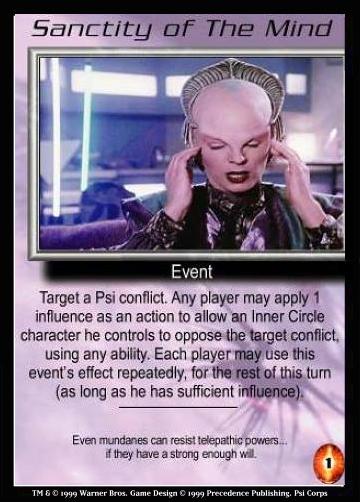 Sanctity of The Mind
Event
Target a Psi conflict. Any player may apply 1
influence as an action to allow an Inner Circle
character he controls to oppose the target conflict,
using any ability. Each player may use this
event's effect repeatedly, for the rest of this turn
(as long as he has sufficient influence).
Even mundanes can resist telepathic powers...
if they have a strong enough will.
1
TM & © 1999 Warner Bros. Game Design © 1999 Precedence Publishing. Psi Corps